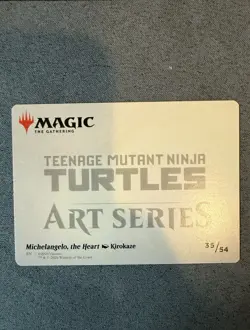 MAGIC
THE GATHERING
TEENAGE MUTANT NINJA
TURTLES
ART SERIES
Michelangelo, the Heart Kirokaze
35/54